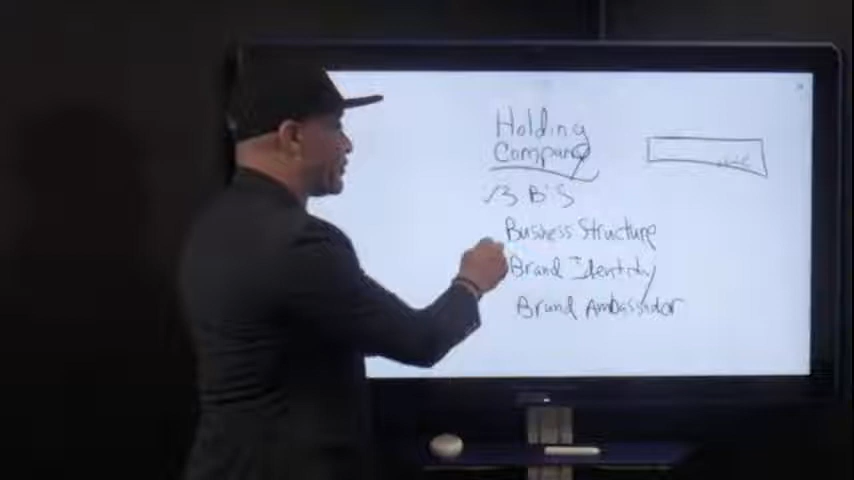 Holding
Company
3 B's
Business Structure
Brand Identity
Brand Ambassador